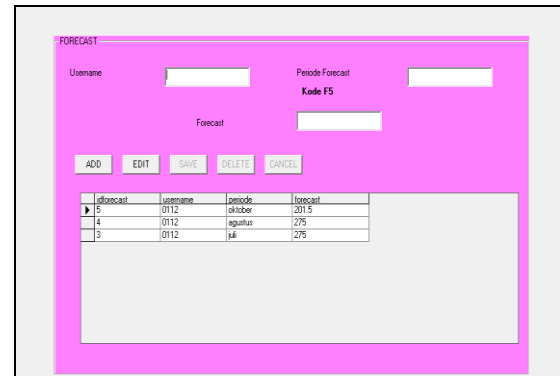 FORECAST
Username Periode Forecast
Kode F5
Forecast
ADD EDIT SAVE DELETE CANCEL
idforecast username periode forecast
5 0112 oktober 201.5
4 0112 agustus 275
3 0112 juli 275